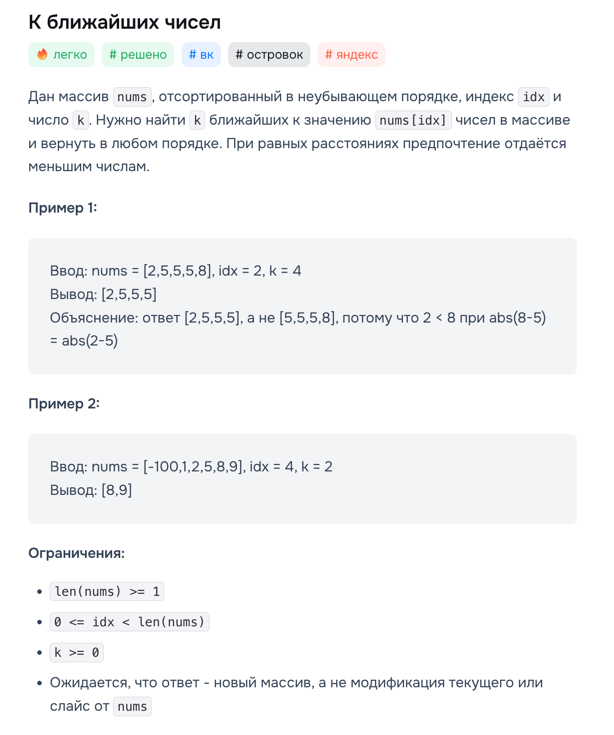 К ближайших чисел
🔥 легко # решено # вк # островок # яндекс
Дан массив nums, отсортированный в неубывающем порядке, индекс idx и
число k. Нужно найти k ближайших к значению nums[idx] чисел в массиве
и вернуть в любом порядке. При равных расстояниях предпочтение отдаётся
меньшим числам.
Пример 1:
Ввод: nums = [2,5,5,5,8], idx = 2, k = 4
Вывод: [2,5,5,5]
Объяснение: ответ [2,5,5,5], а не [5,5,5,8], потому что 2 < 8 при abs(8-5)
= abs(2-5)
Пример 2:
Ввод: nums = [-100,1,2,5,8,9], idx = 4, k = 2
Вывод: [8,9]
Ограничения:
• len(nums) >= 1
• 0 <= idx < len(nums)
• k >= 0
• Ожидается, что ответ - новый массив, а не модификация текущего или
слайс от nums